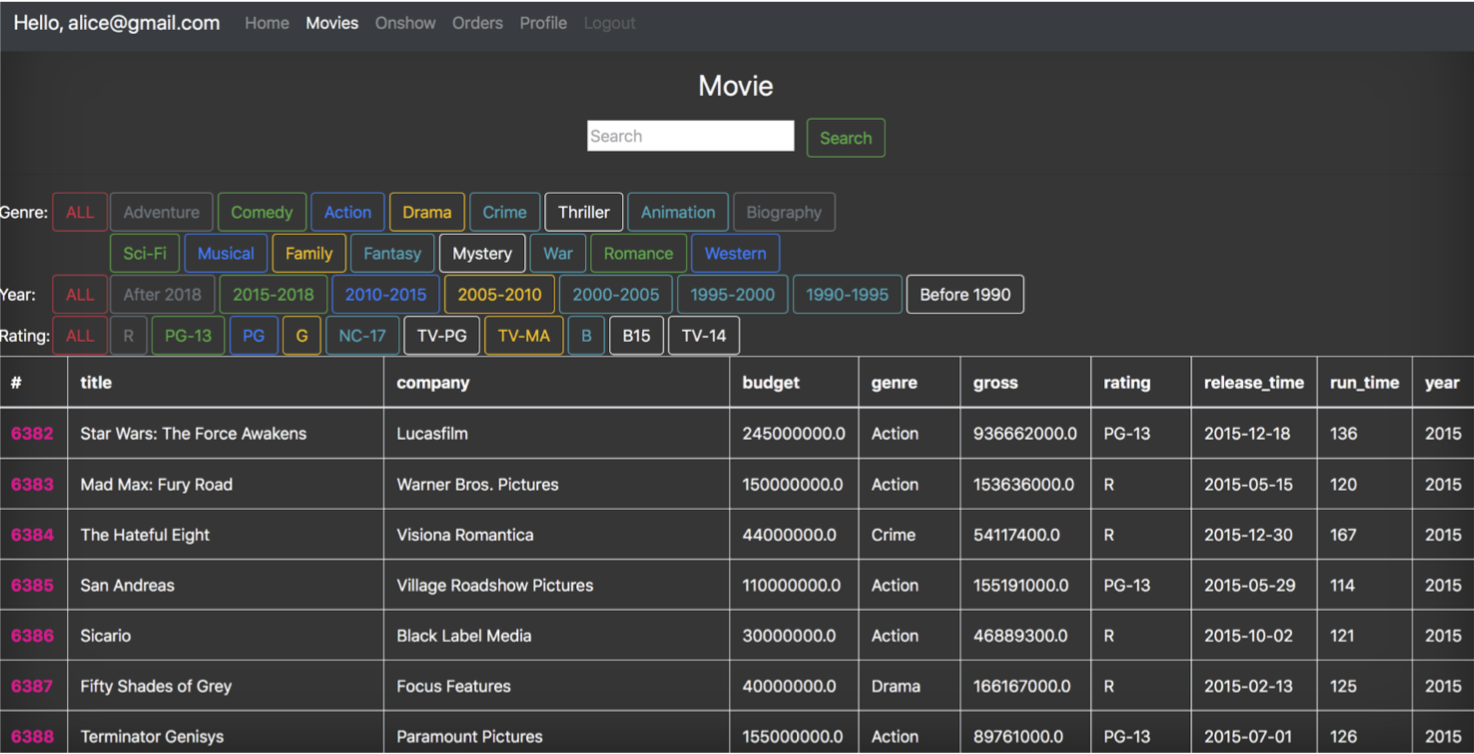 Hello, alice@gmail.com Home Movies Onshow Orders Profile Logout
Movie
Search Search
Genre: ALL Adventure Comedy Action Drama Crime Thriller Animation Biography
Sci-Fi Musical Family Fantasy Mystery War Romance Western
Year: ALL After 2018 2015-2018 2010-2015 2005-2010 2000-2005 1995-2000 1990-1995 Before 1990
Rating: ALL R PG-13 PG G NC-17 TV-PG TV-MA B B15 TV-14
# title company budget genre gross rating release_time run_time year
6382 Star Wars: The Force Awakens Lucasfilm 245000000.0 Action 936662000.0 PG-13 2015-12-18 136 2015
6383 Mad Max: Fury Road Warner Bros. Pictures 150000000.0 Action 153636000.0 R 2015-05-15 120 2015
6384 The Hateful Eight Visiona Romantica 44000000.0 Crime 54117400.0 R 2015-12-30 167 2015
6385 San Andreas Village Roadshow Pictures 110000000.0 Action 155191000.0 PG-13 2015-05-29 114 2015
6386 Sicario Black Label Media 30000000.0 Action 46889300.0 R 2015-10-02 121 2015
6387 Fifty Shades of Grey Focus Features 40000000.0 Drama 166167000.0 R 2015-02-13 125 2015
6388 Terminator Genisys Paramount Pictures 155000000.0 Action 89761000.0 PG-13 2015-07-01 126 2015